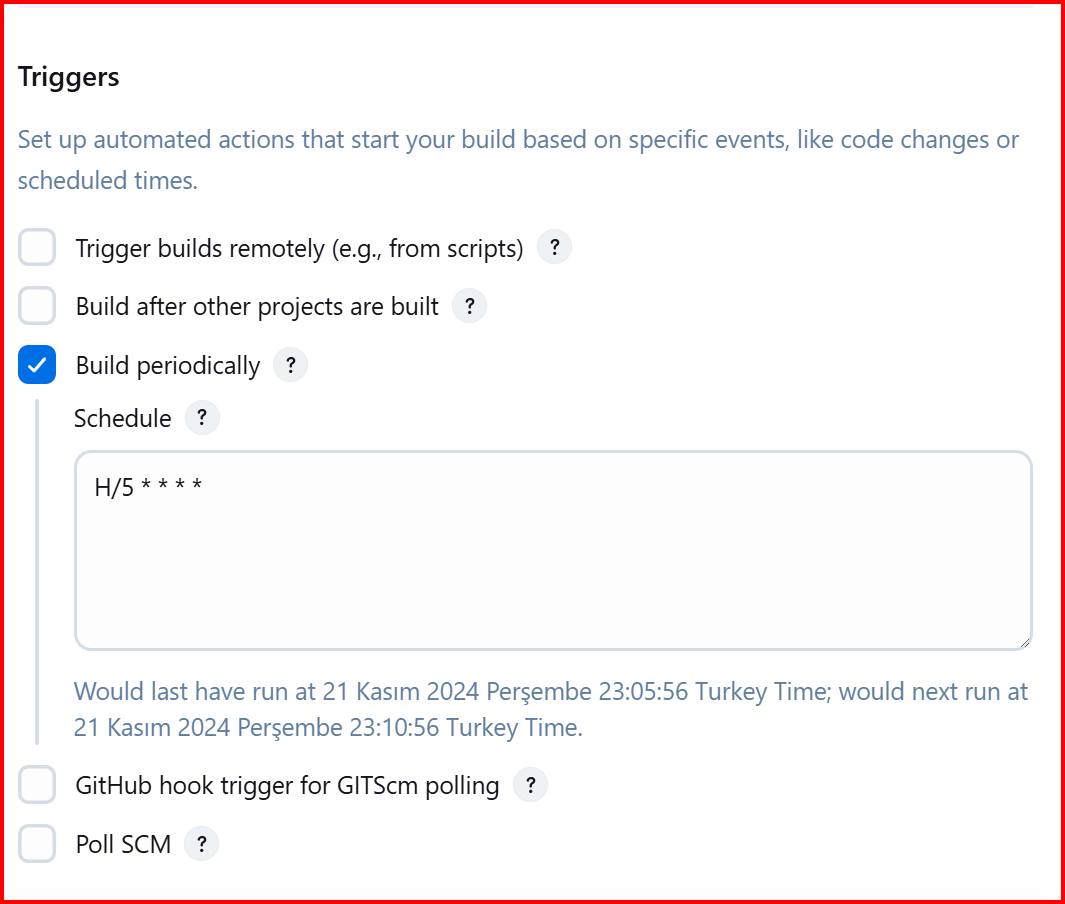 Triggers
Set up automated actions that start your build based on specific events, like code changes or
scheduled times.
Trigger builds remotely (e.g., from scripts) ?
Build after other projects are built ?
Build periodically ?
Schedule ?
H/5 * * * *
Would last have run at 21 Kasım 2024 Perşembe 23:05:56 Turkey Time; would next run at
21 Kasım 2024 Perşembe 23:10:56 Turkey Time.
GitHub hook trigger for GITScm polling ?
Poll SCM ?